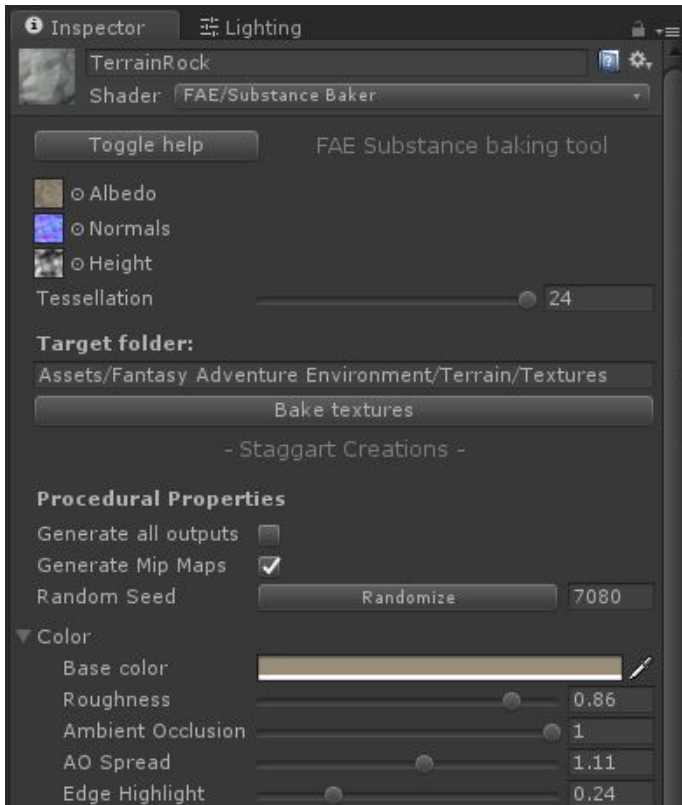 Inspector Lighting
TerrainRock
Shader FAE/Substance Baker
Toggle help FAE Substance baking tool
Albedo
Normals
Height
Tessellation 24
Target folder:
Assets/Fantasy Adventure Environment/Terrain/Textures
Bake textures
- Staggart Creations -
Procedural Properties
Generate all outputs
Generate Mip Maps
Random Seed Randomize 7080
Color
Base color
Roughness 0.86
Ambient Occlusion 1
AO Spread 1.11
Edge Highlight 0.24